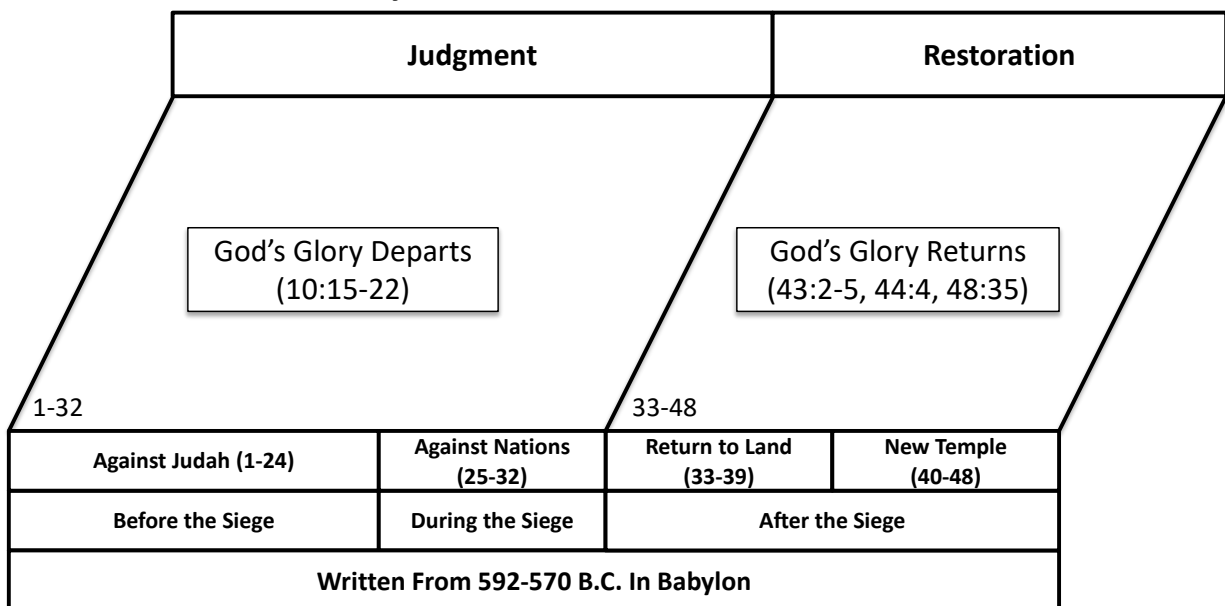 Judgment
Restoration
God’s Glory Departs
(10:15-22)
God’s Glory Returns
(43:2-5, 44:4, 48:35)
1-32
33-48
Against Judah (1-24)
Against Nations
(25-32)
Return to Land
(33-39)
New Temple
(40-48)
Before the Siege
During the Siege
After the Siege
Written From 592-570 B.C. In Babylon